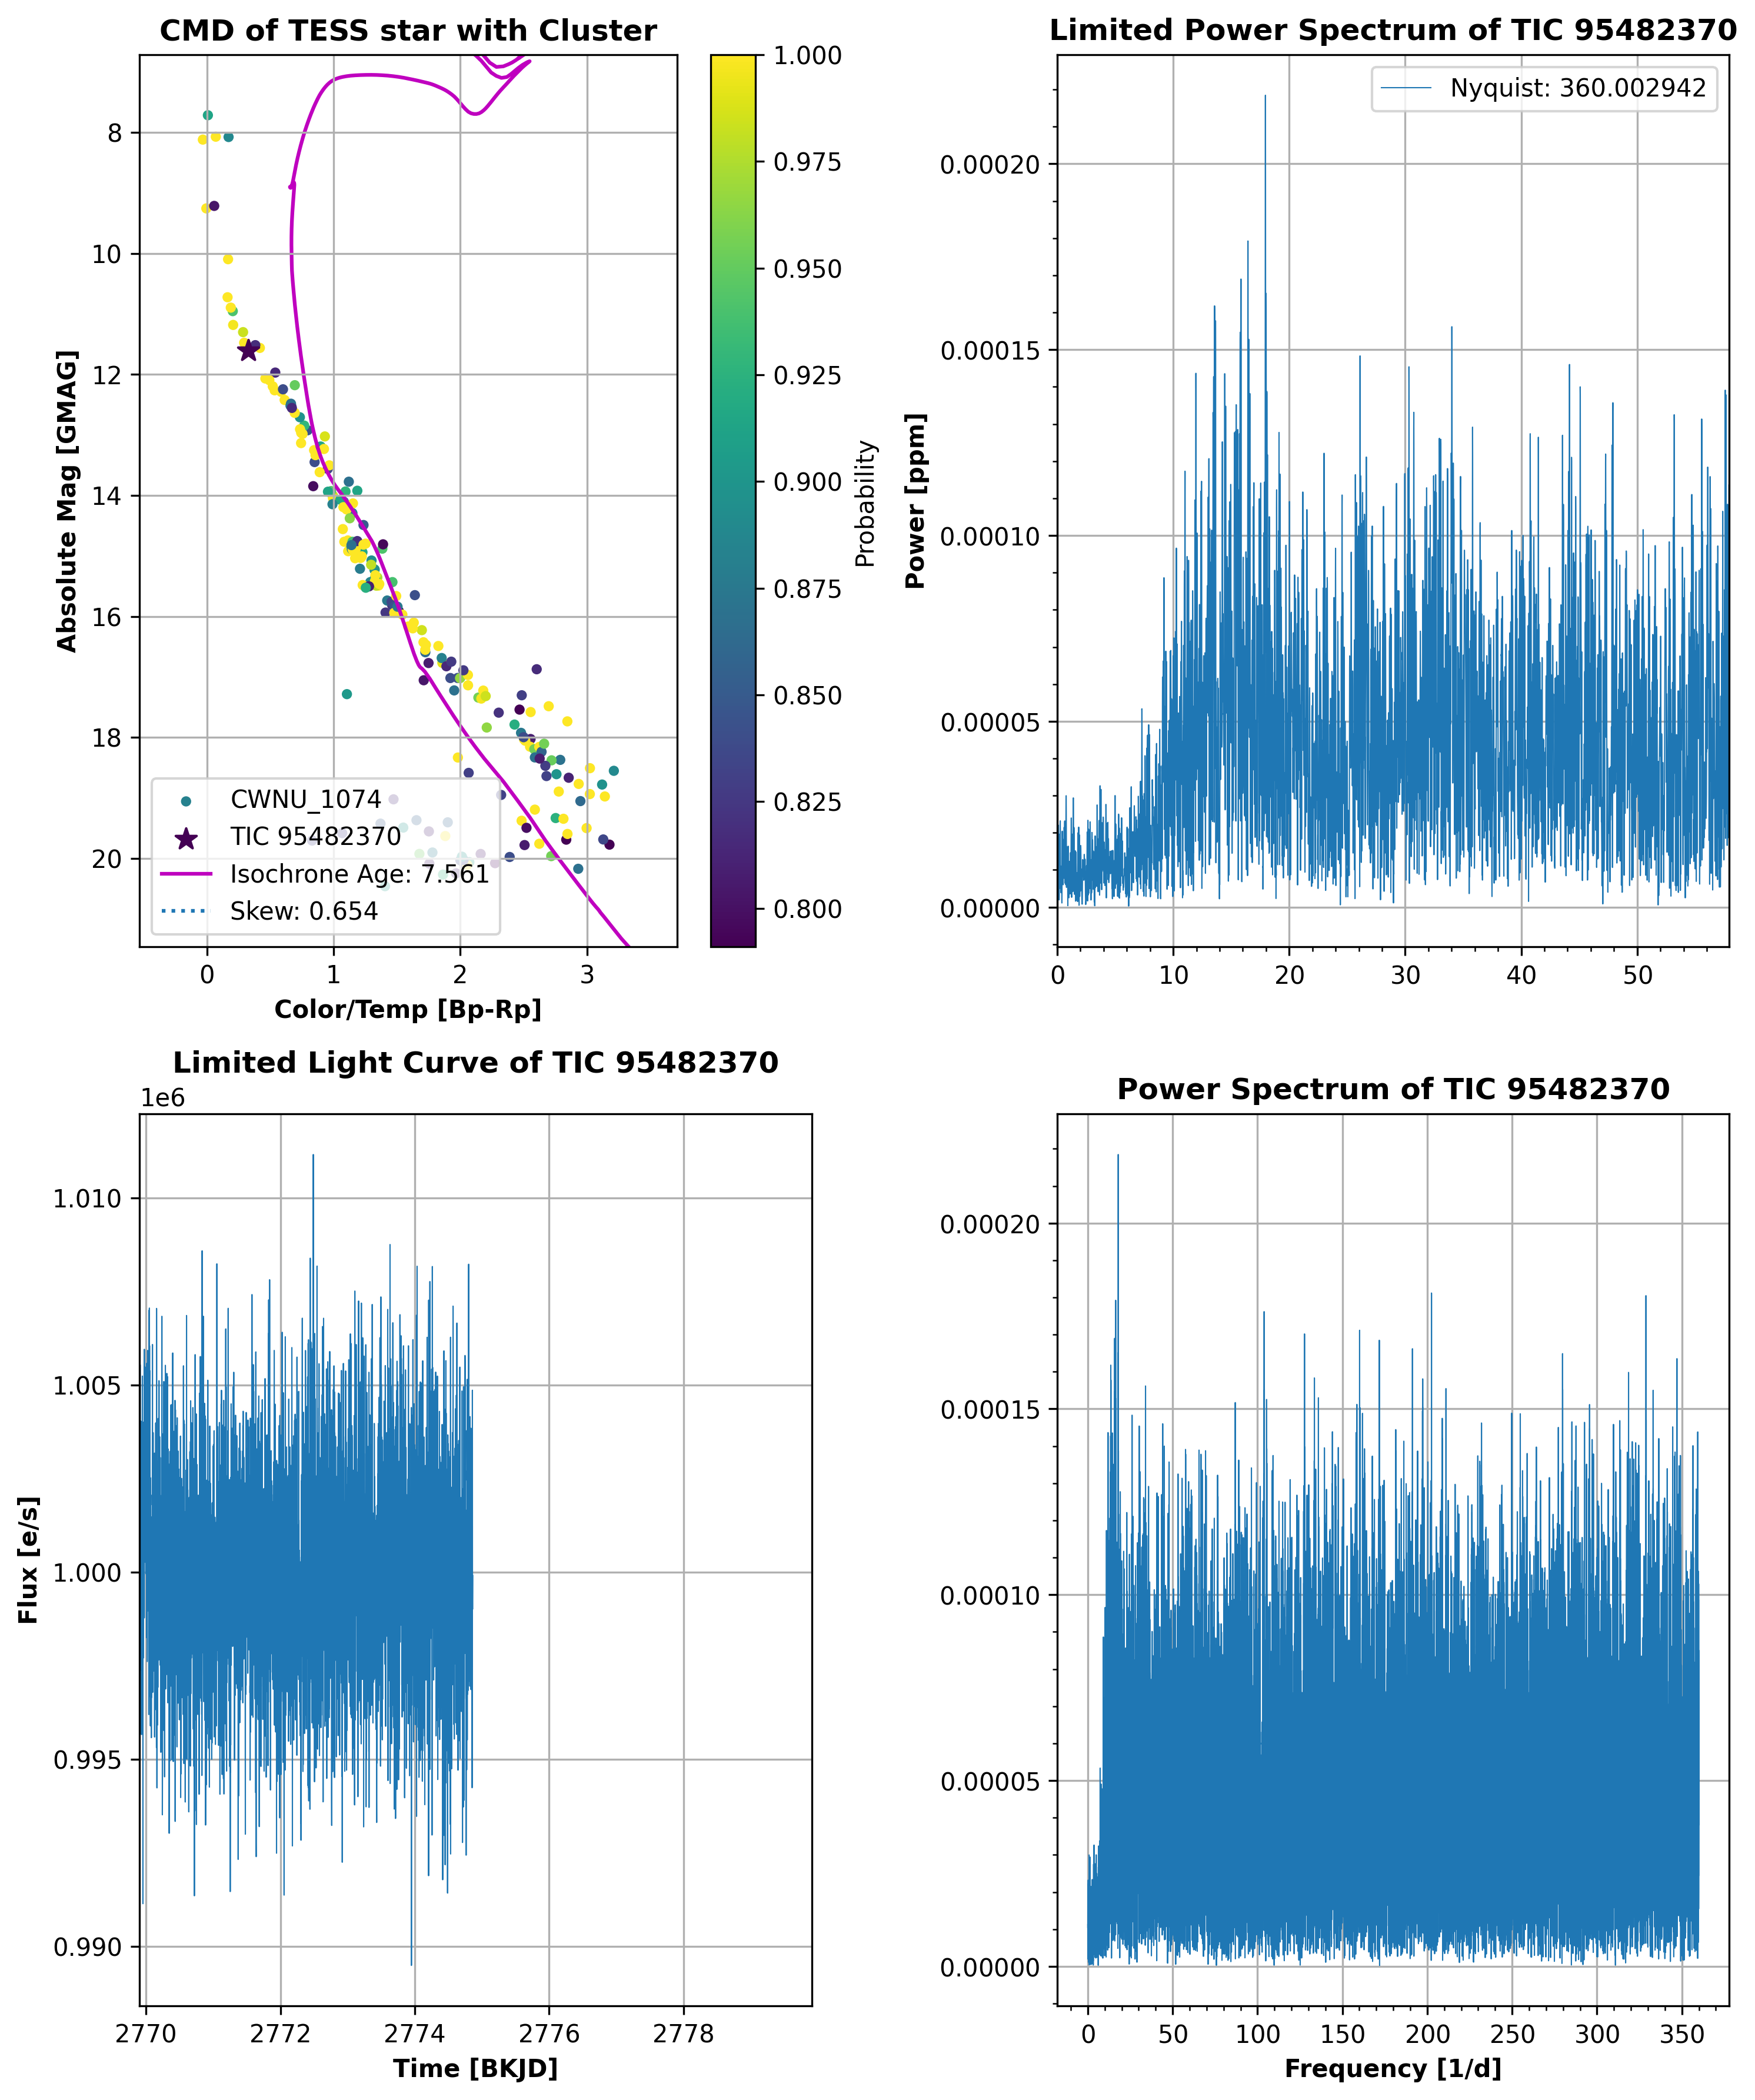 CMD of TESS star with Cluster
Absolute Mag [GMAG]
8
10
12
14
16
18
20
CWNU_1074
TIC 95482370
Isochrone Age: 7.561
Skew: 0.654
0 1 2 3
Color/Temp [Bp-Rp]
1.000
0.975
0.950
0.925
0.900
0.875
0.850
0.825
0.800
Probability
Limited Power Spectrum of TIC 95482370
Nyquist: 360.002942
Power [ppm]
0.00020
0.00015
0.00010
0.00005
0.00000
0 10 20 30 40 50
Limited Light Curve of TIC 95482370
1e6
Flux [e/s]
1.010
1.005
1.000
0.995
0.990
2770 2772 2774 2776 2778
Time [BKJD]
Power Spectrum of TIC 95482370
0.00020
0.00015
0.00010
0.00005
0.00000
0 50 100 150 200 250 300 350
Frequency [1/d]